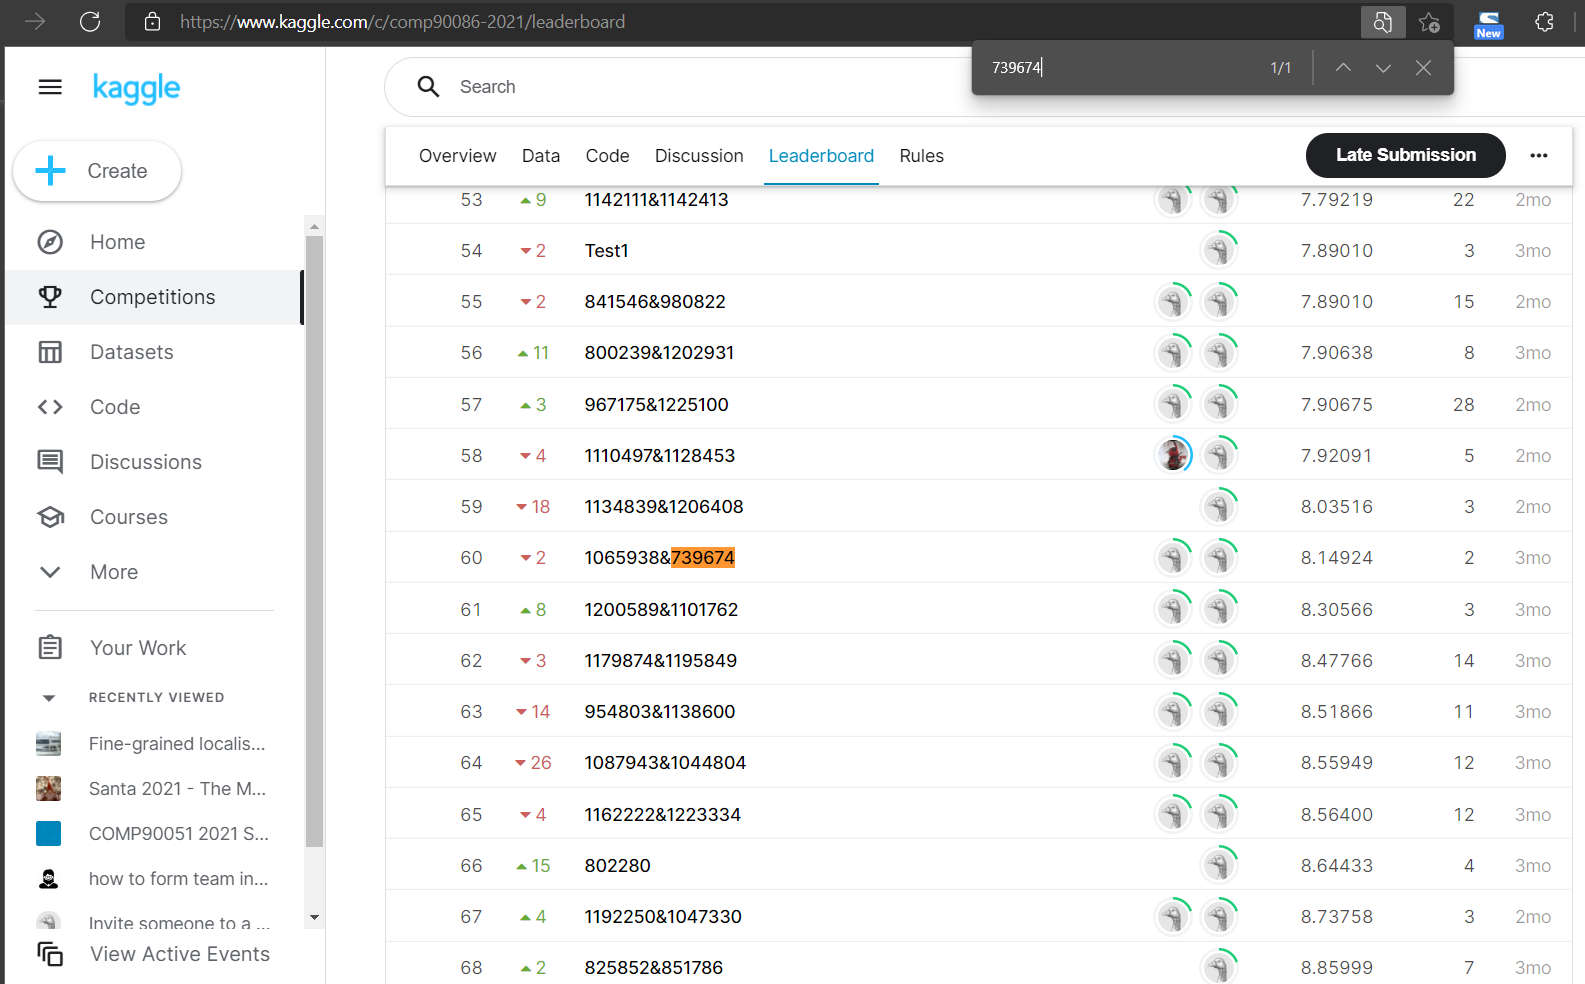 https://www.kaggle.com/c/comp90086-2021/leaderboard
New
739674 1/1
kaggle
Search
Create
Overview Data Code Discussion Leaderboard Rules Late Submission
Home
Competitions
Datasets
Code
Discussions
Courses
More
Your Work
RECENTLY VIEWED
Fine-grained localis...
Santa 2021 - The M...
COMP90051 2021 S...
how to form team in...
Invite someone to a ...
View Active Events
53 9 1142111&1142413 7.79219 22 2mo
54 2 Test1 7.89010 3 3mo
55 2 841546&980822 7.89010 15 2mo
56 11 800239&1202931 7.90638 8 3mo
57 3 967175&1225100 7.90675 28 2mo
58 4 1110497&1128453 7.92091 5 2mo
59 18 1134839&1206408 8.03516 3 2mo
60 2 1065938&739674 8.14924 2 3mo
61 8 1200589&1101762 8.30566 3 3mo
62 3 1179874&1195849 8.47766 14 3mo
63 14 954803&1138600 8.51866 11 3mo
64 26 1087943&1044804 8.55949 12 3mo
65 4 1162222&1223334 8.56400 12 3mo
66 15 802280 8.64433 4 3mo
67 4 1192250&1047330 8.73758 3 2mo
68 2 825852&851786 8.85999 7 3mo